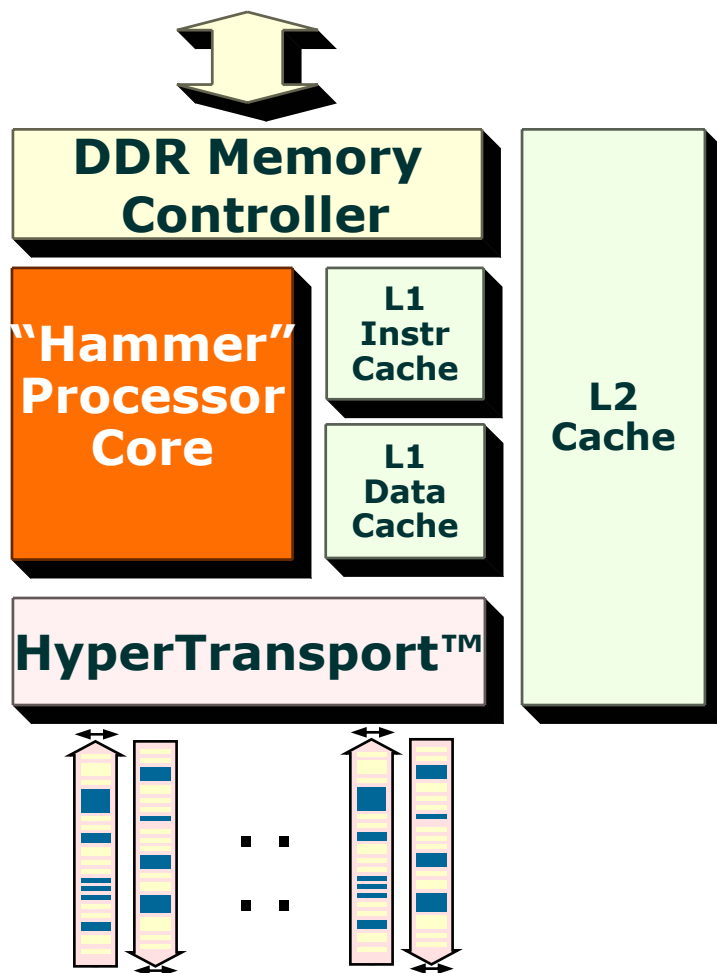 DDR Memory
Controller
“Hammer”
Processor
Core
L1
Instr
Cache
L1
Data
Cache
L2
Cache
HyperTransport™